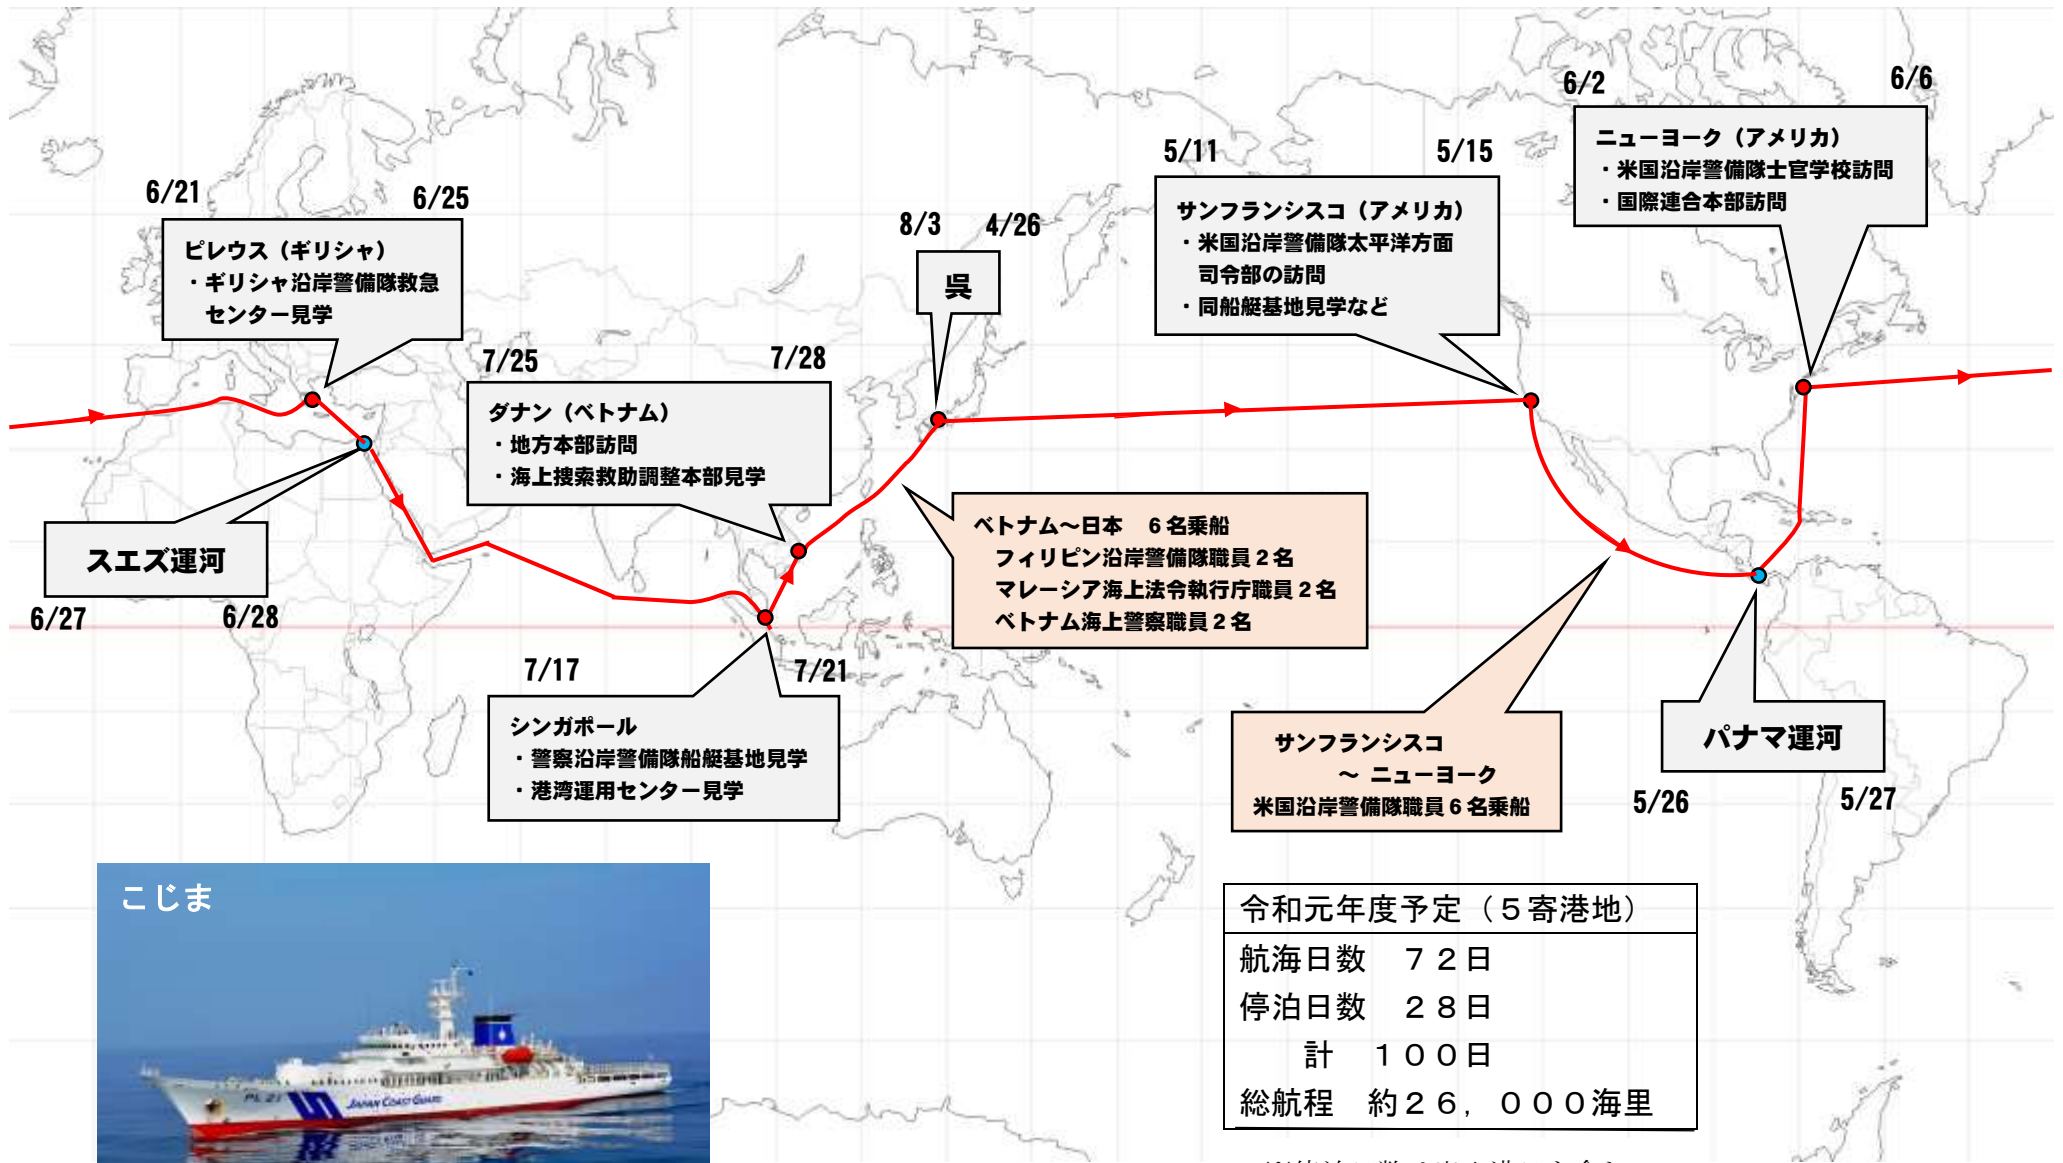 6/2
6/6
ニューヨーク（アメリカ）
・米国沿岸警備隊士官学校訪問
・国際連合本部訪問
5/11
5/15
サンフランシスコ（アメリカ）
・米国沿岸警備隊太平洋方面
司令部の訪問
・同船艇基地見学など
6/21
6/25
ピレウス（ギリシャ）
・ギリシャ沿岸警備隊救急
センター見学
8/3
4/26
呉
7/25
7/28
ダナン（ベトナム）
・地方本部訪問
・海上捜索救助調整本部見学
スエズ運河
6/27
6/28
ベトナム～日本　６名乗船
フィリピン沿岸警備隊職員２名
マレーシア海上法令執行庁職員２名
ベトナム海上警察職員２名
7/17
7/21
シンガポール
・警察沿岸警備隊船艇基地見学
・港湾運用センター見学
サンフランシスコ
～ ニューヨーク
米国沿岸警備隊職員６名乗船
パナマ運河
5/26
5/27
こじま
PL 21
JAPAN COAST GUARD
令和元年度予定（５寄港地）
航海日数　７２日
停泊日数　２８日
計　１００日
総航程　約２６，０００海里